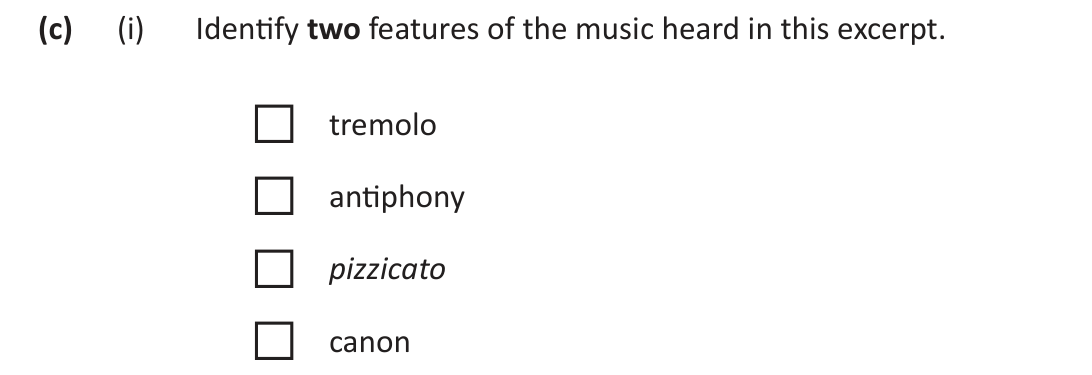 (c) (i) Identify two features of the music heard in this excerpt.
tremolo
antiphony
pizzicato
canon